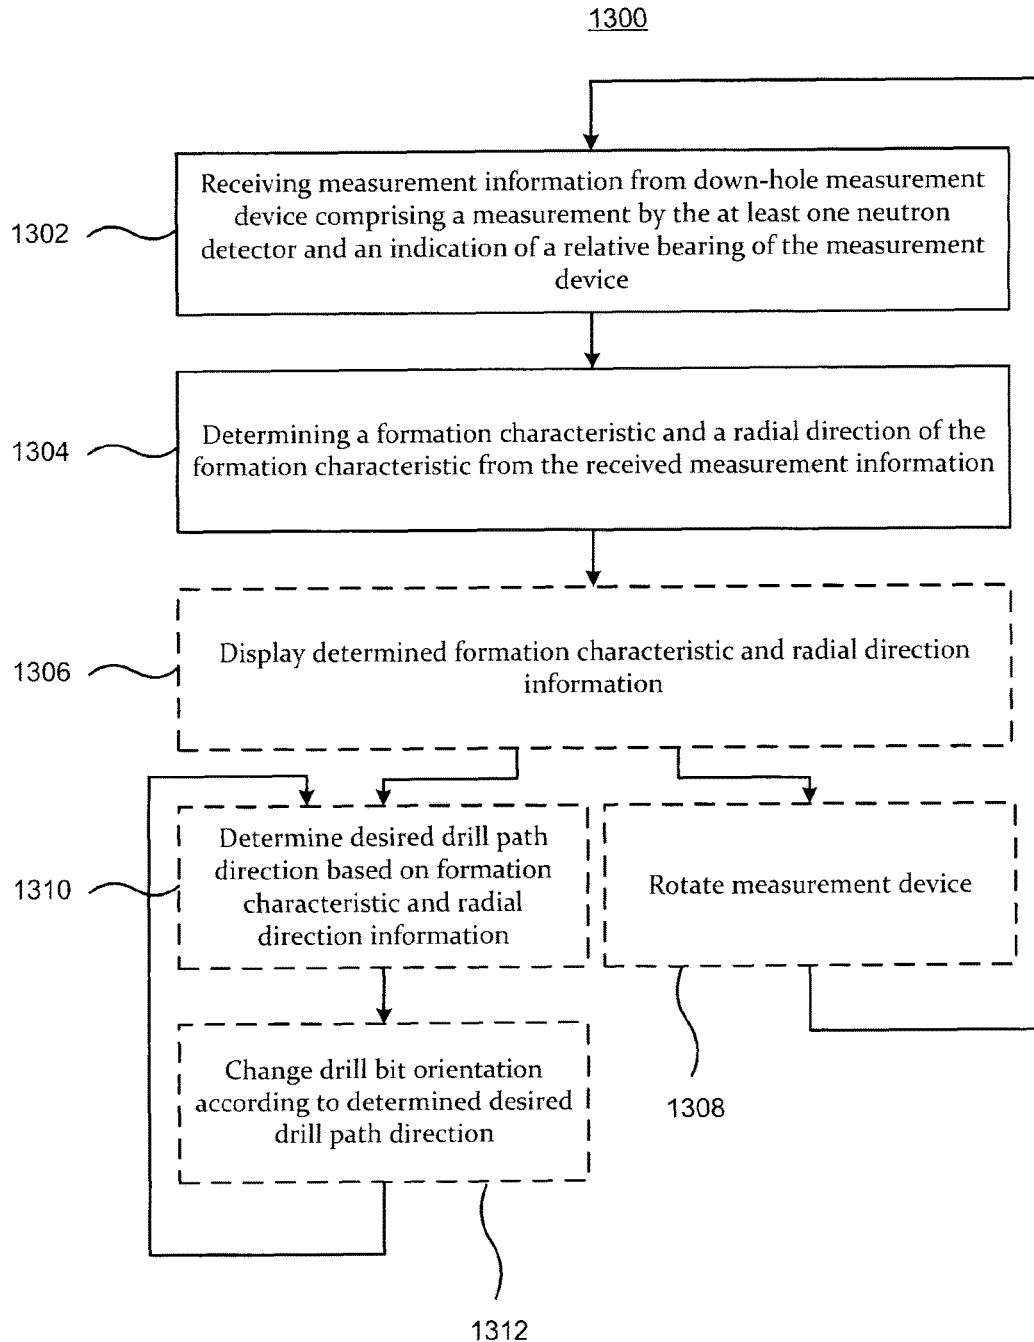 1300
1302
Receiving measurement information from down-hole measurement
device comprising a measurement by the at least one neutron
detector and an indication of a relative bearing of the measurement
device
1304
Determining a formation characteristic and a radial direction of the
formation characteristic from the received measurement information
1306
Display determined formation characteristic and radial direction
information
1310
Determine desired drill path
direction based on formation
characteristic and radial
direction information
Rotate measurement device
1308
Change drill bit orientation
according to determined desired
drill path direction
1312